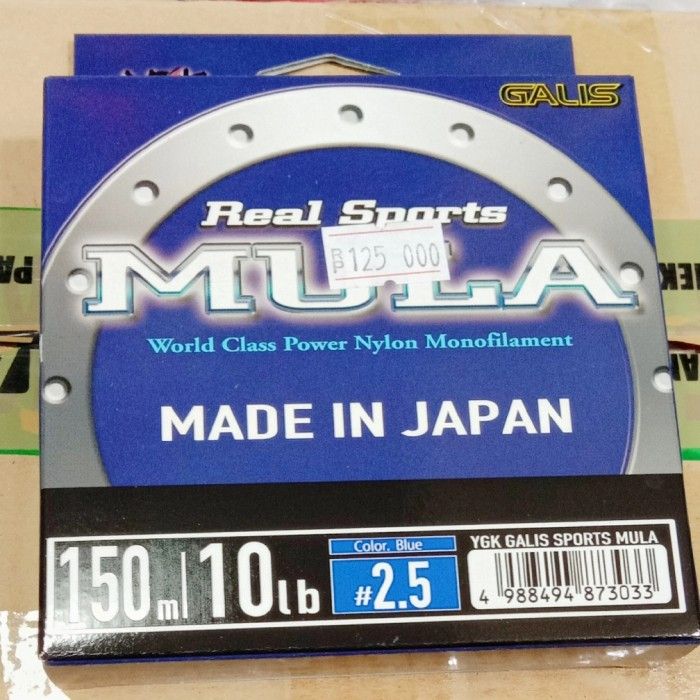 GALIS
Real Sports
MULA
RP 125 000
World Class Power Nylon Monofilament
MADE IN JAPAN
150m 10lb
Color. Blue
#2.5
YGK GALIS SPORTS MULA
4 988494 873033